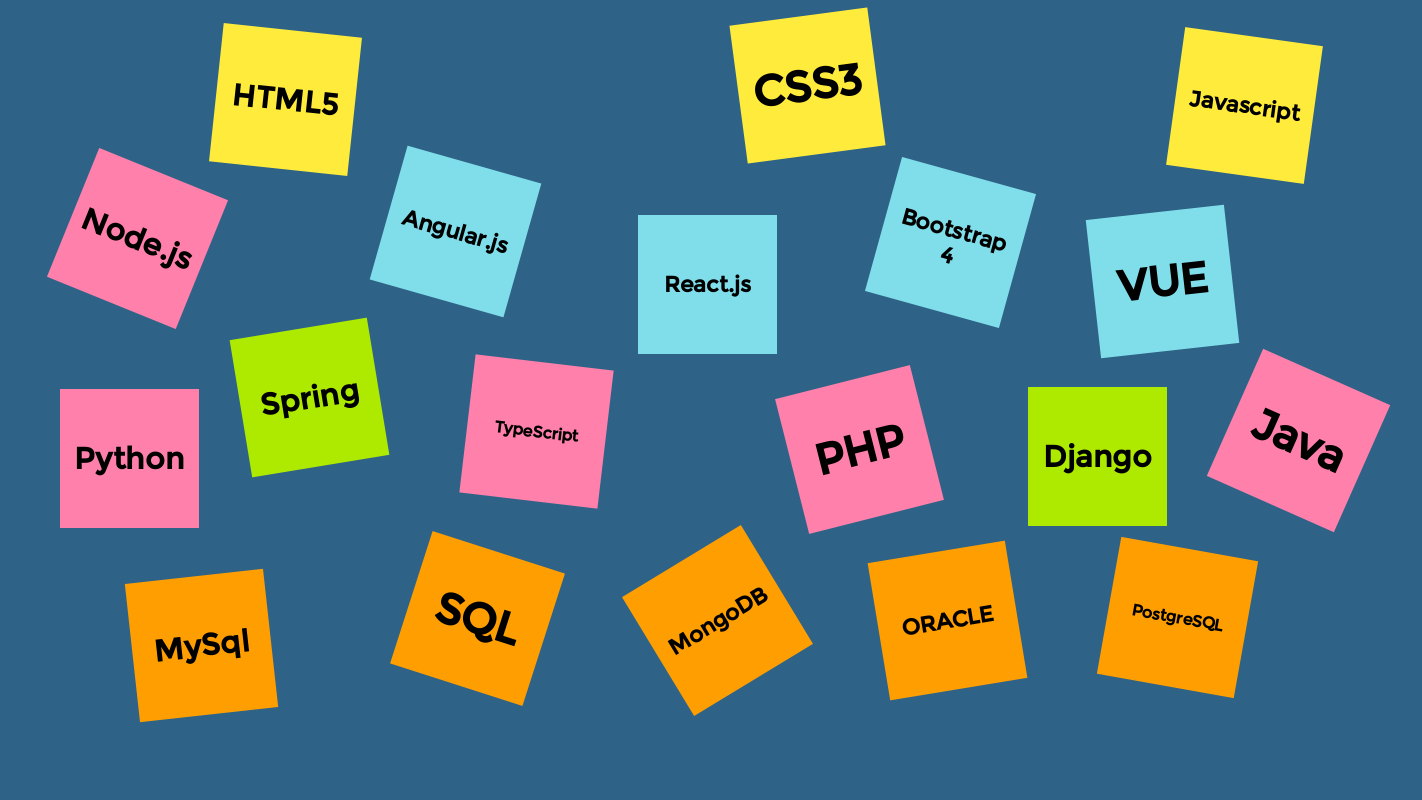 HTML5
CSS3
Javascript
Node.js
Angular.js
React.js
Bootstrap
4
VUE
Python
Spring
TypeScript
PHP
Django
Java
MySql
SQL
MongoDB
ORACLE
PostgreSQL